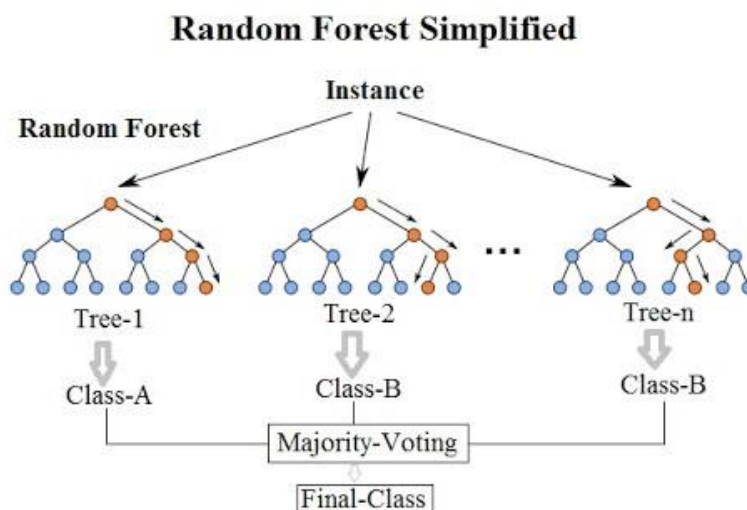 Random Forest Simplified
Instance
Random Forest
...
Tree-1 Tree-2 Tree-n
Class-A Class-B Class-B
Majority-Voting
Final-Class